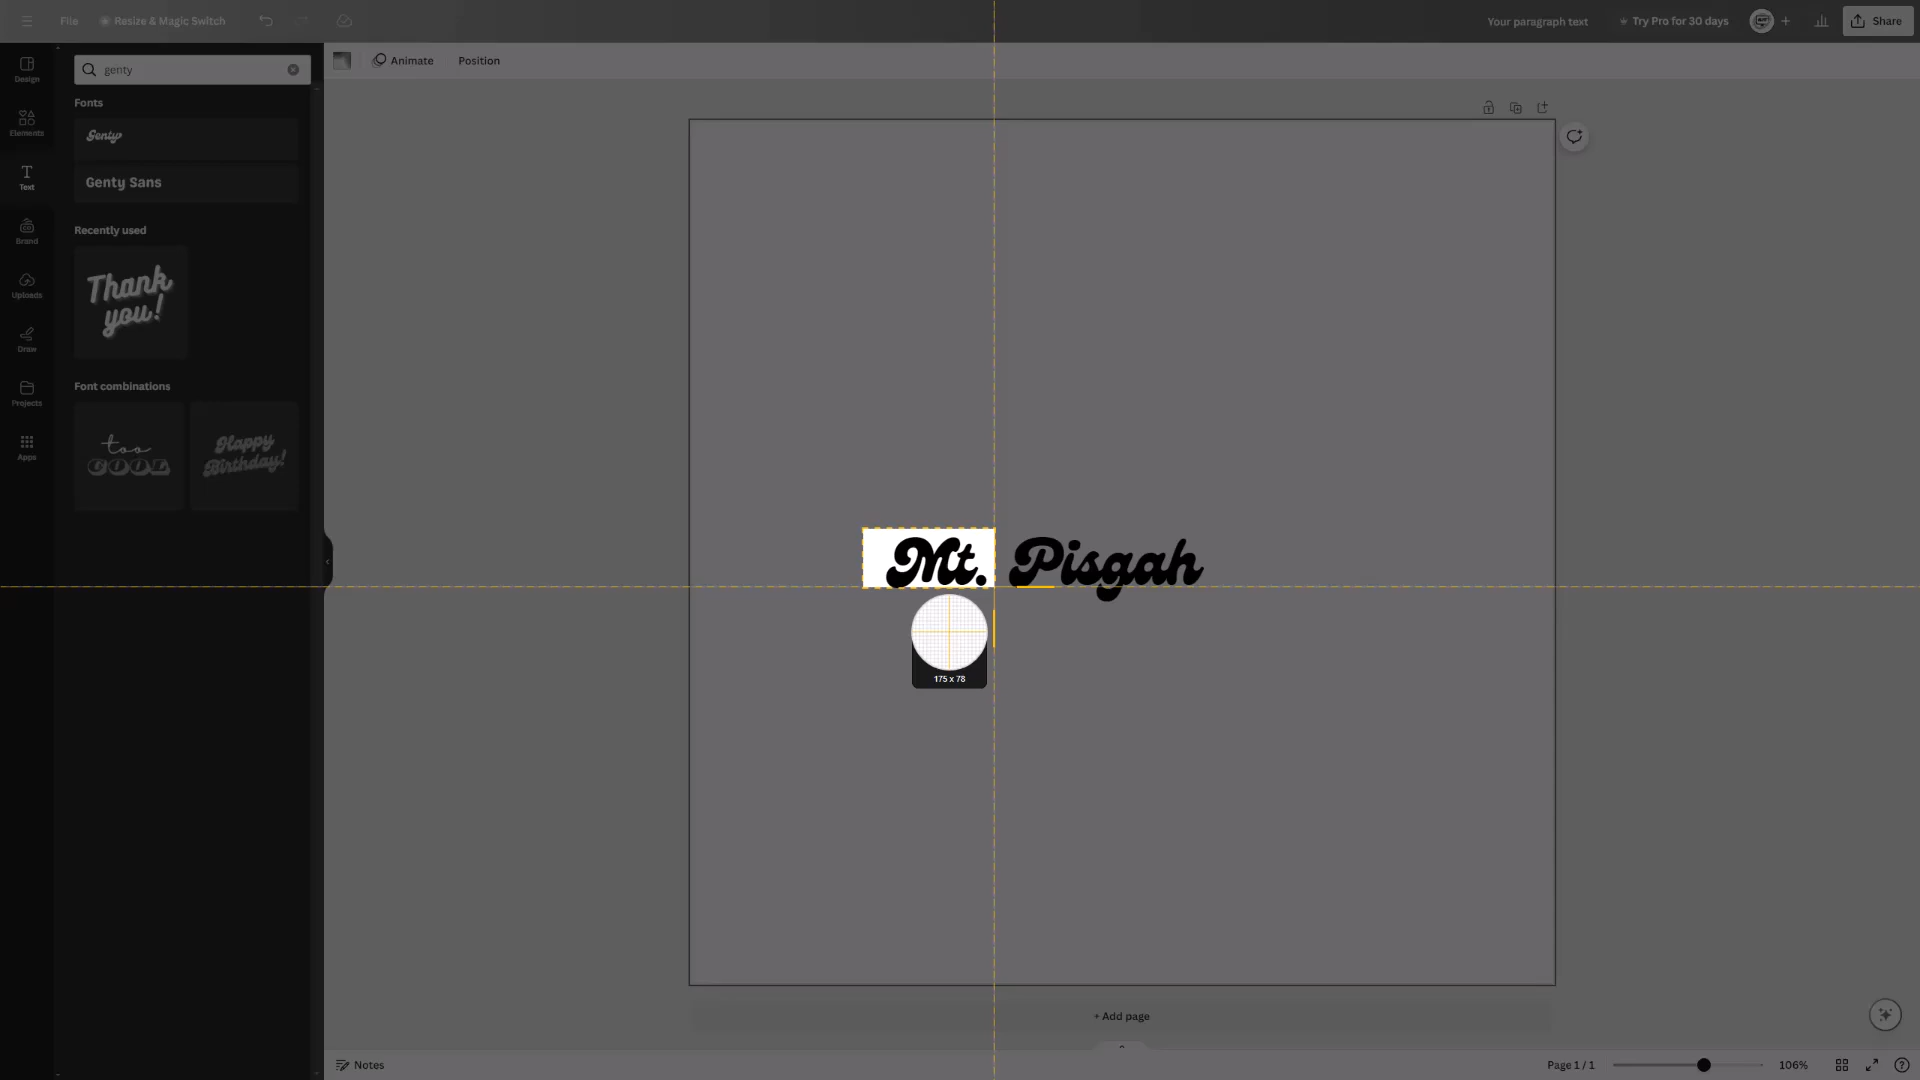 File
Resize & Magic Switch
Your paragraph text
Try Pro for 30 days
Share
Design
Elements
Text
Brand
Uploads
Draw
Projects
Apps
genty
Fonts
Genty
Genty Sans
Recently used
Thank
you!
Font combinations
too
COOL
Happy
Birthday!
Animate
Position
Mt. Pisgah
175 x 78
+ Add page
Notes
Page 1 / 1
106%